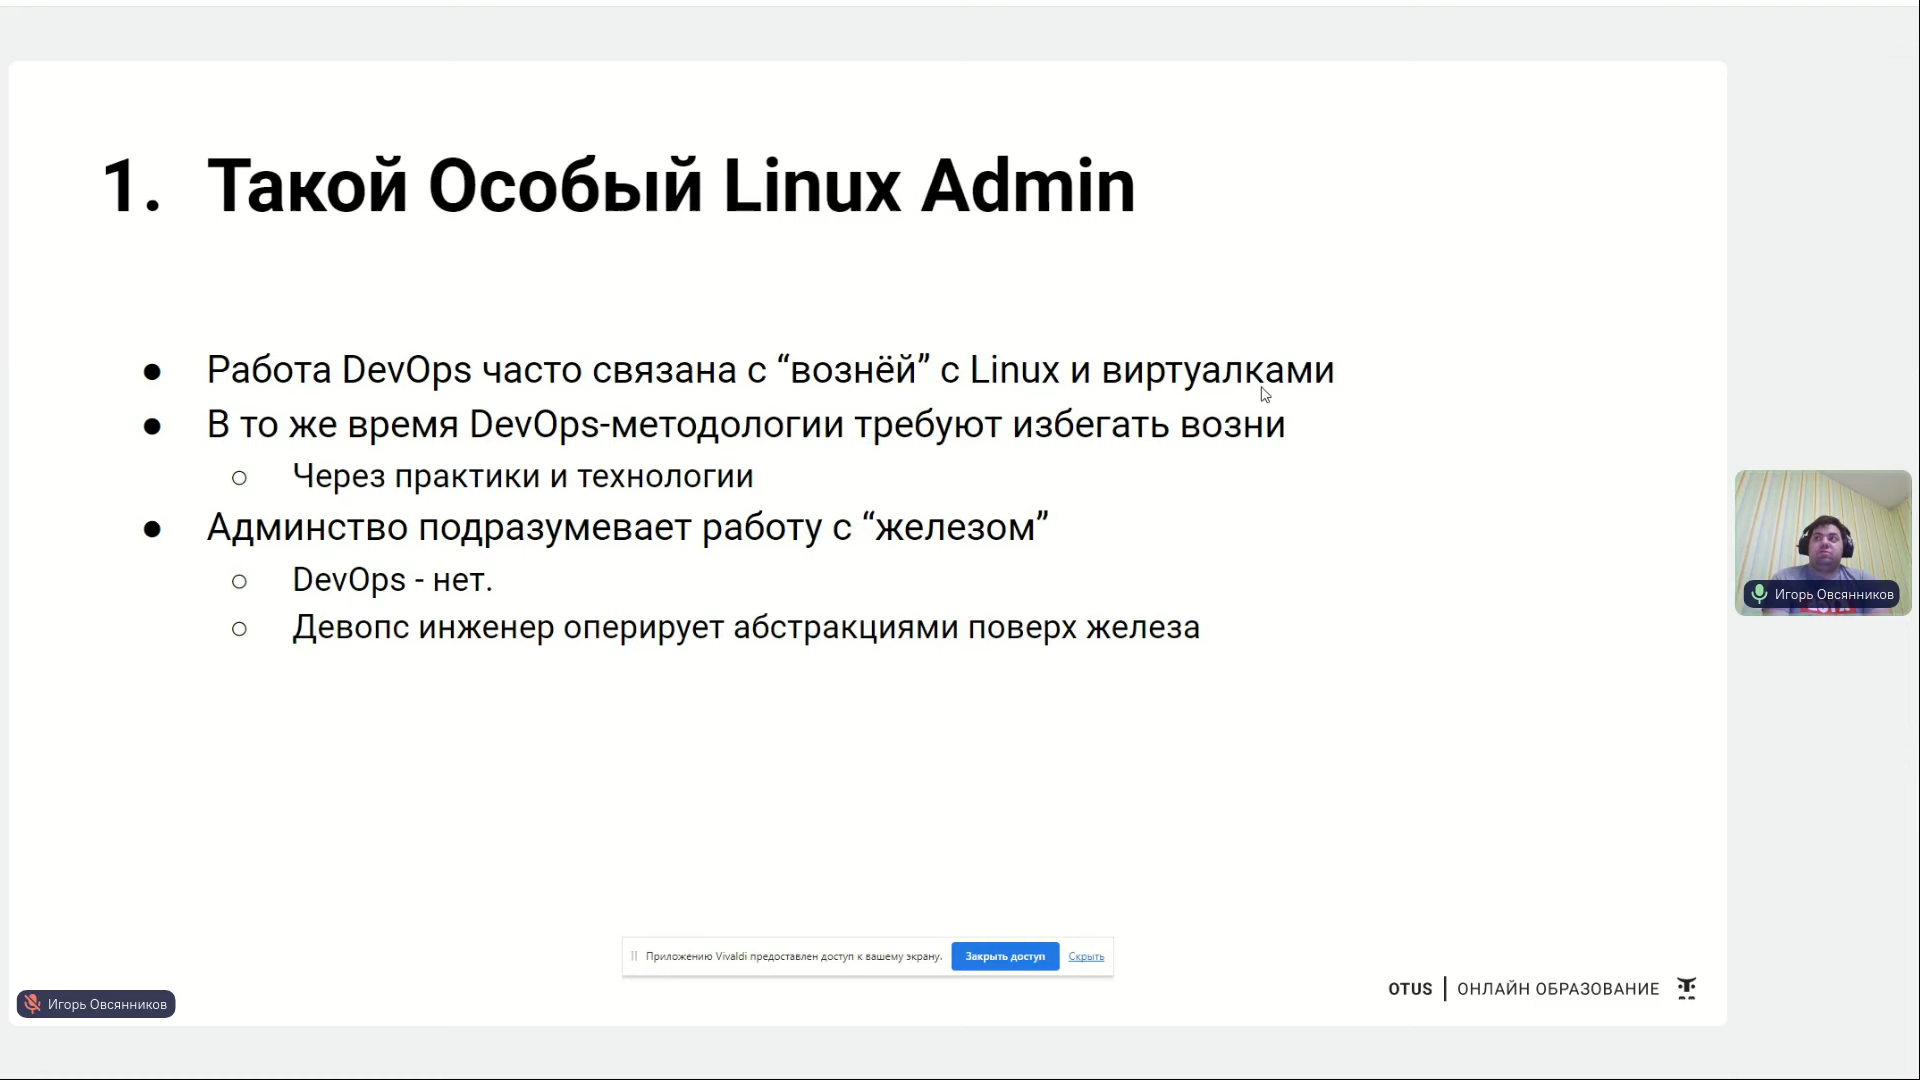 1. Такой Особый Linux Admin
● Работа DevOps часто связана с “вознёй” с Linux и виртуалками
● В то же время DevOps-методологии требуют избегать возни
○ Через практики и технологии
● Админство подразумевает работу с “железом”
○ DevOps - нет.
○ Девопс инженер оперирует абстракциями поверх железа
Игорь Овсянников
Приложению Vivaldi предоставлен доступ к вашему экрану. Закрыть доступ Скрыть
OTUS | ОНЛАЙН ОБРАЗОВАНИЕ
Игорь Овсянников